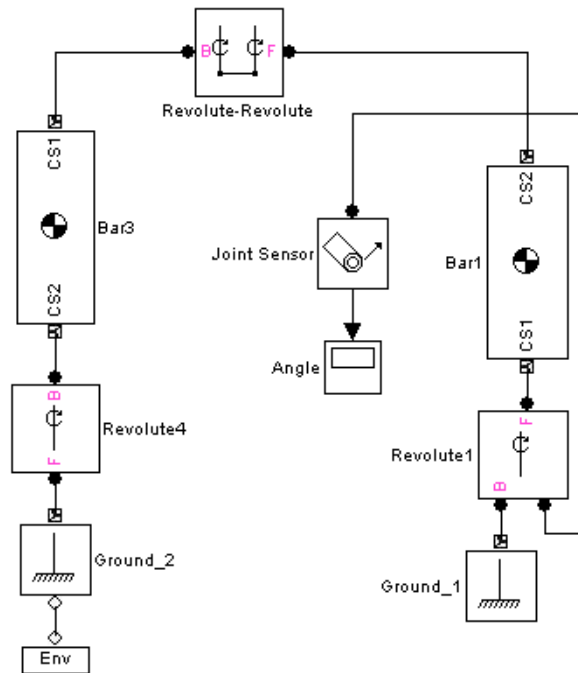 B
F
Revolute-Revolute
CS1
Bar3
CS2
Joint Sensor
Angle
CS2
Bar1
CS1
B
Revolute4
F
F
Revolute1
B
Ground_2
Ground_1
Env